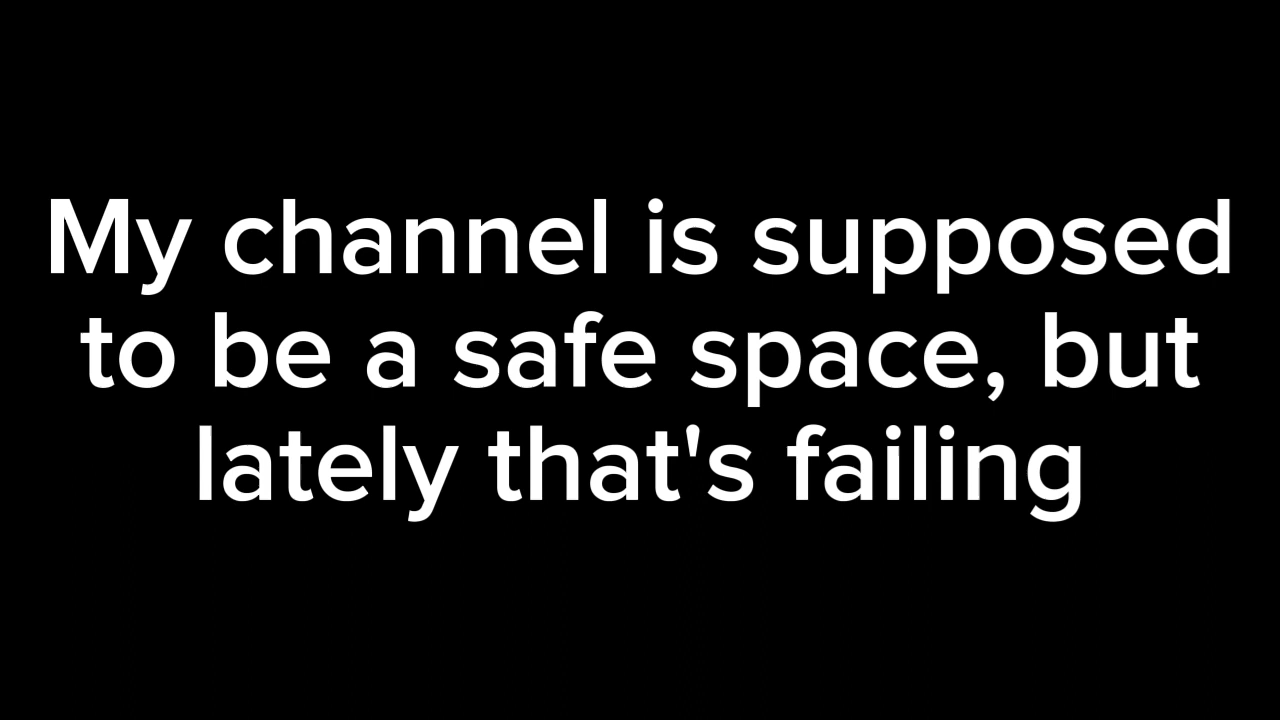 My channel is supposed
to be a safe space, but
lately that's failing